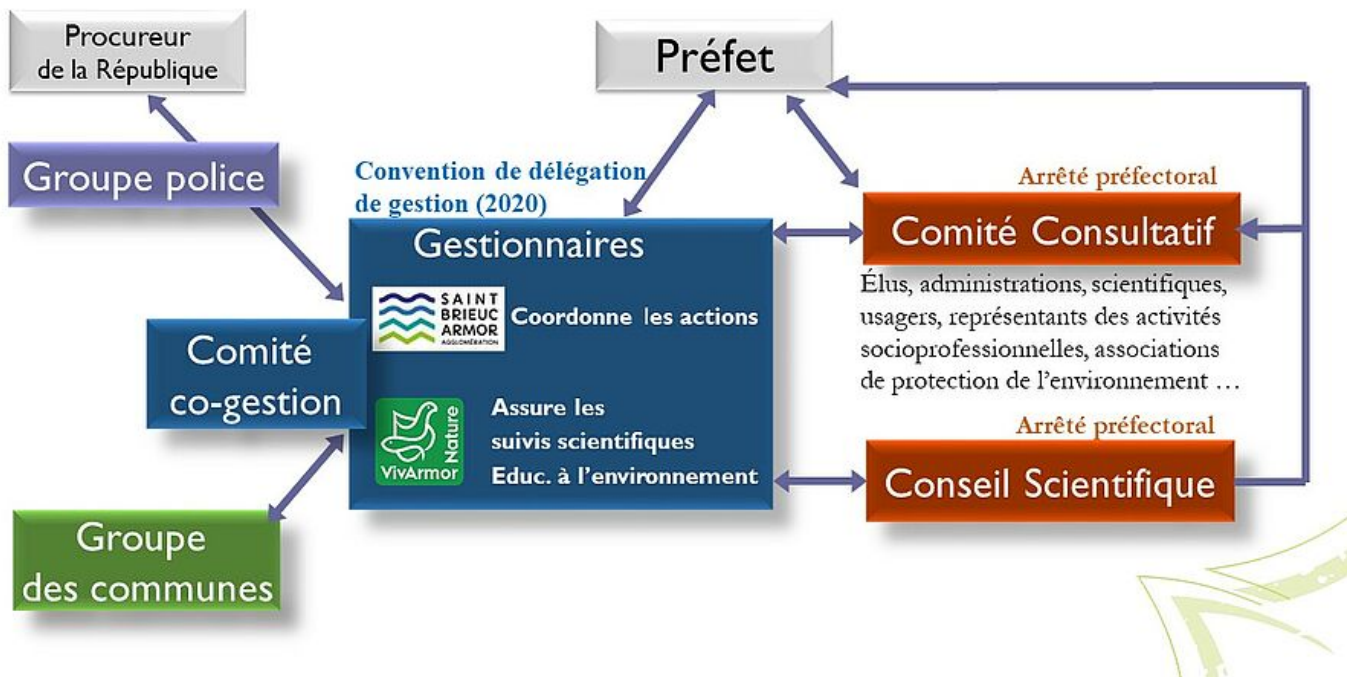 Procureur
de la République
Préfet
Groupe police
Convention de délégation
de gestion (2020)
Gestionnaires
SAINT
BRIEUC
ARMOR
AGGLOMÉRATION
Coordonne les actions
Comité
co-gestion
VivArmor
Nature
Assure les
suivis scientifiques
Educ. à l'environnement
Groupe
des communes
Arrêté préfectoral
Comité Consultatif
Élus, administrations, scientifiques,
usagers, représentants des activités
socioprofessionnelles, associations
de protection de l'environnement …
Arrêté préfectoral
Conseil Scientifique